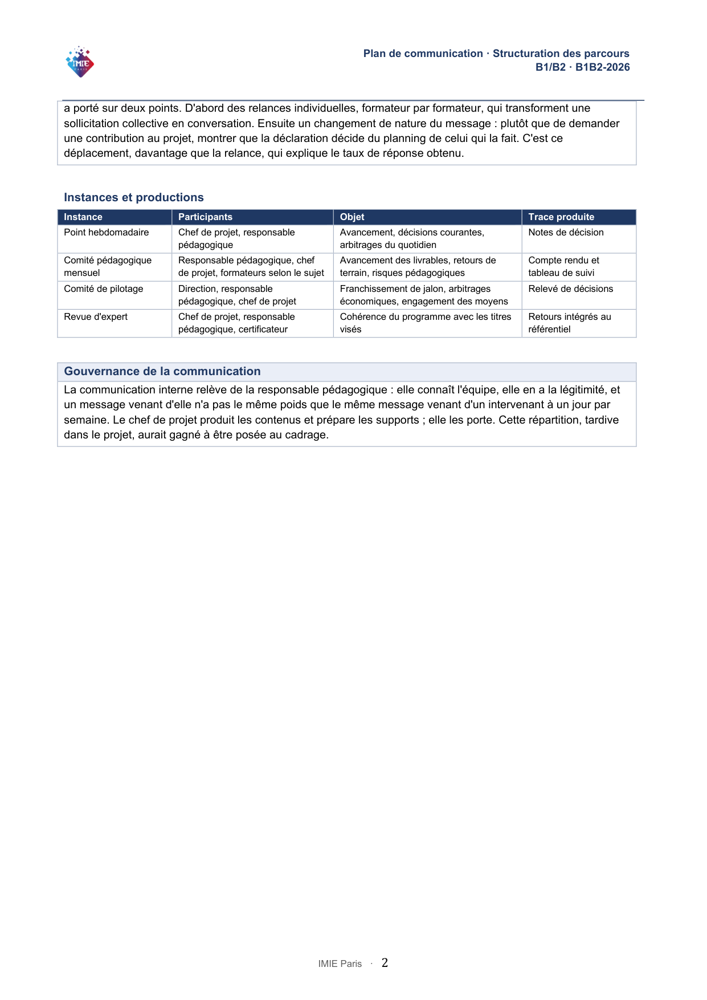 IMIE
PARIS
Plan de communication · Structuration des parcours
B1/B2 · B1B2-2026
a porté sur deux points. D'abord des relances individuelles, formateur par formateur, qui transforment une
sollicitation collective en conversation. Ensuite un changement de nature du message : plutôt que de demander
une contribution au projet, montrer que la déclaration décide du planning de celui qui la fait. C'est ce
déplacement, davantage que la relance, qui explique le taux de réponse obtenu.
Instances et productions
Instance Participants Objet Trace produite
Point hebdomadaire Chef de projet, responsable Avancement, décisions courantes, Notes de décision
pédagogique arbitrages du quotidien
Comité pédagogique Responsable pédagogique, chef Avancement des livrables, retours de Compte rendu et
mensuel de projet, formateurs selon le sujet terrain, risques pédagogiques tableau de suivi
Comité de pilotage Direction, responsable Franchissement de jalon, arbitrages Relevé de décisions
pédagogique, chef de projet économiques, engagement des moyens
Revue d'expert Chef de projet, responsable Cohérence du programme avec les titres Retours intégrés au
pédagogique, certificateur visés référentiel
Gouvernance de la communication
La communication interne relève de la responsable pédagogique : elle connaît l'équipe, elle en a la légitimité, et
un message venant d'elle n'a pas le même poids que le même message venant d'un intervenant à un jour par
semaine. Le chef de projet produit les contenus et prépare les supports ; elle les porte. Cette répartition, tardive
dans le projet, aurait gagné à être posée au cadrage.
IMIE Paris · 2